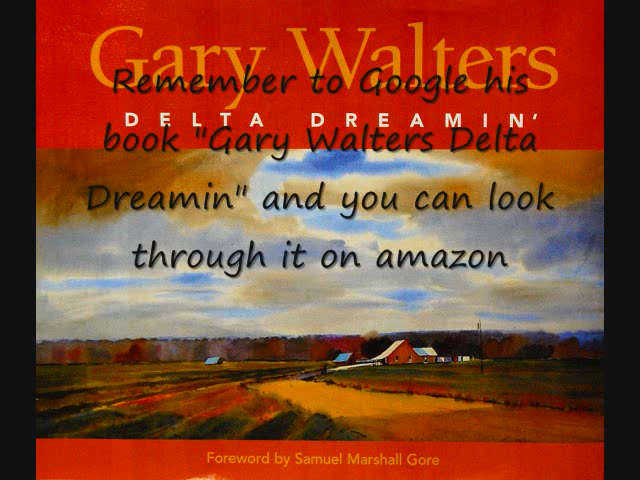 Gary Walters
Remember to Google his
DELTA DREAMIN'
book "Gary Walters Delta
Dreamin" and you can look
through it on amazon
Foreword by Samuel Marshall Gore